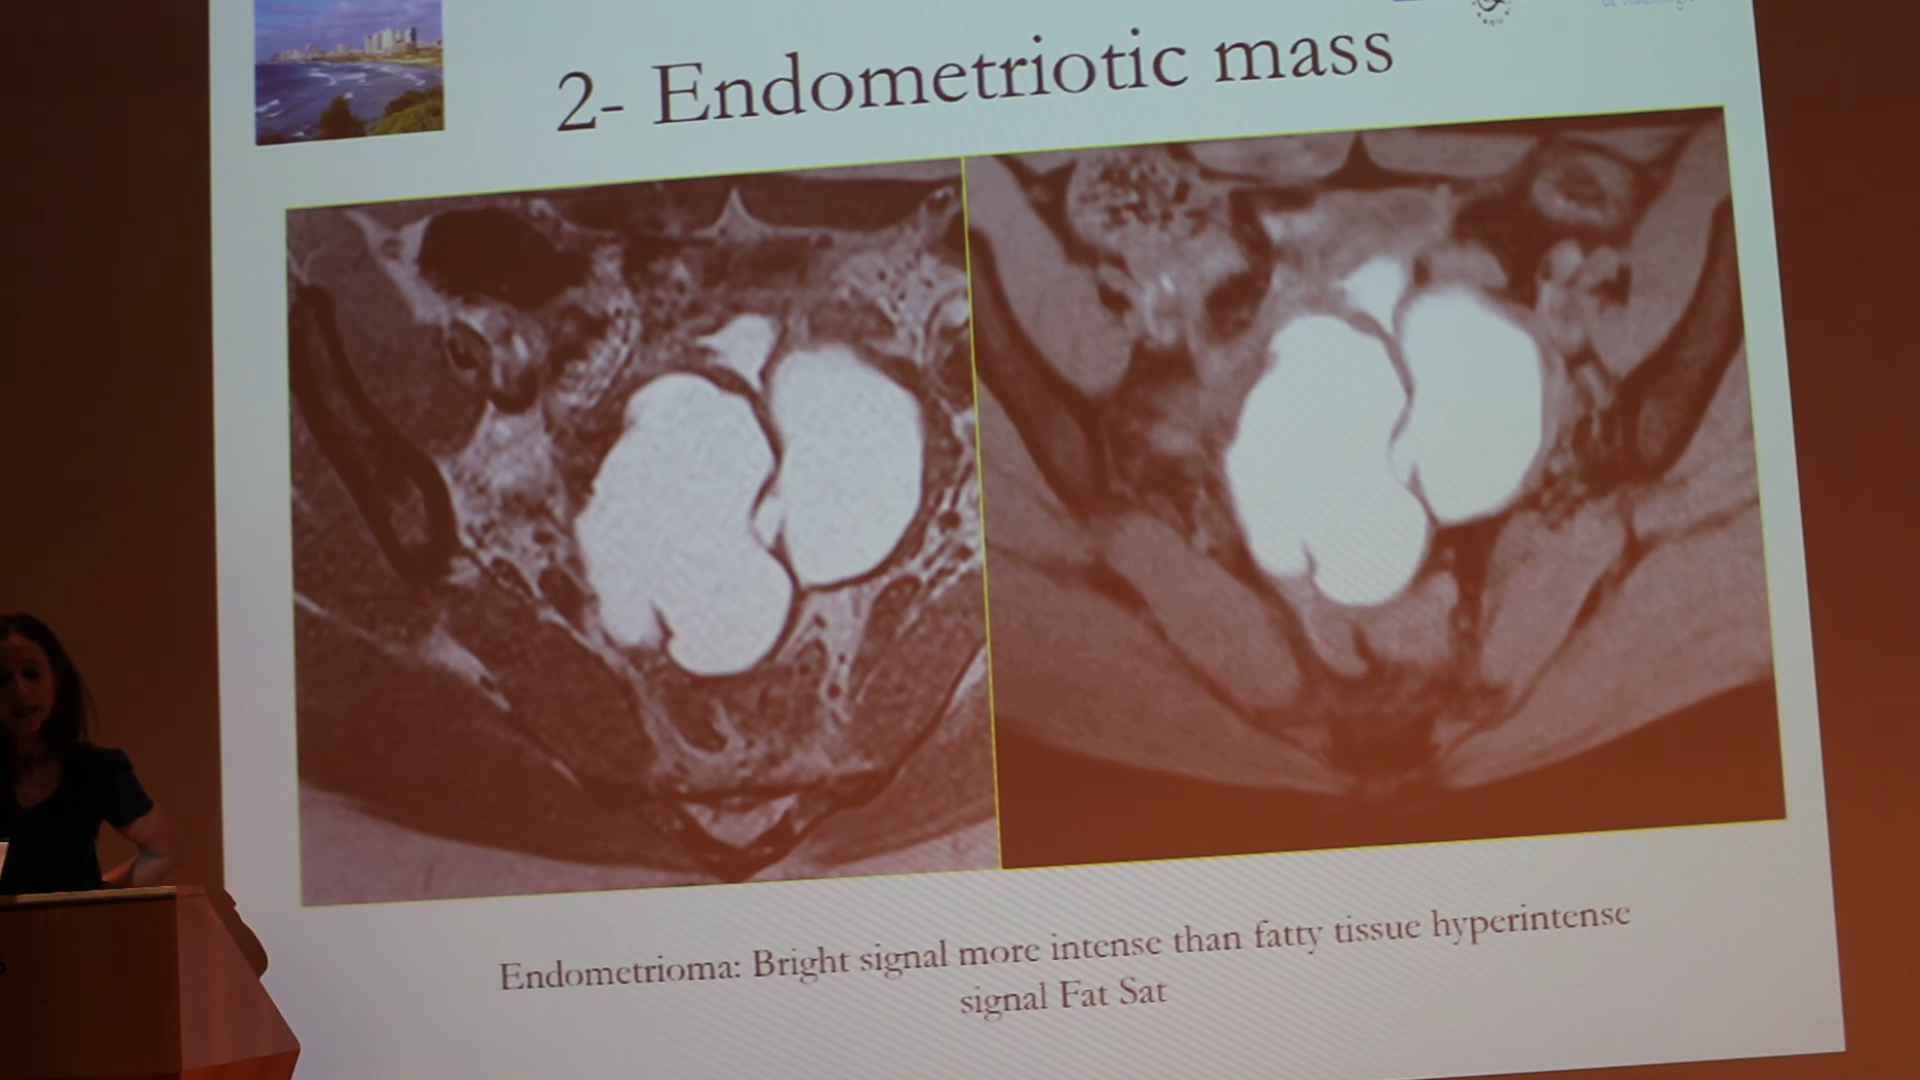 2- Endometriotic mass
Endometrioma: Bright signal more intense than fatty tissue hyperintense
signal Fat Sat